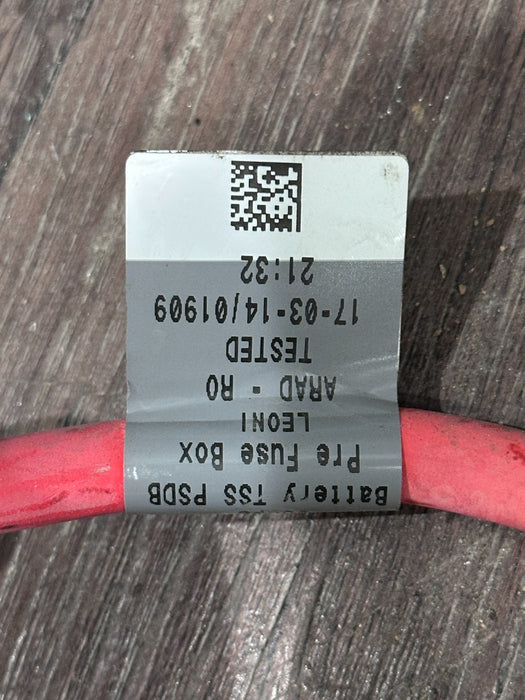 Battery TSS PSDB
Pre Fuse Box
LEONI
ARAD - RO
TESTED
17-03-14/01909
21:32